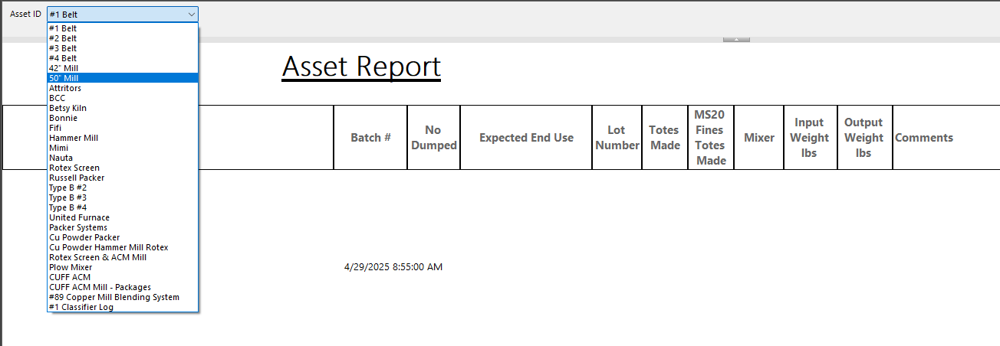 Asset ID #1 Belt
#1 Belt
#2 Belt
#3 Belt
#4 Belt
42" Mill
50" Mill
Attritors
BCC
Betsy Kiln
Bonnie
Fifi
Hammer Mill
Mimi
Nauta
Rotex Screen
Russell Packer
Type B #2
Type B #3
Type B #4
United Furnace
Packer Systems
Cu Powder Packer
Cu Powder Hammer Mill Rotex
Rotex Screen & ACM Mill
Plow Mixer
CUFF ACM
CUFF ACM Mill - Packages
#89 Copper Mill Blending System
#1 Classifier Log
Asset Report
Batch #
No
Dumped
Expected End Use
Lot
Number
Totes
Made
MS20
Fines
Totes
Made
Mixer
Input
Weight
lbs
Output
Weight
lbs
Comments
4/29/2025 8:55:00 AM